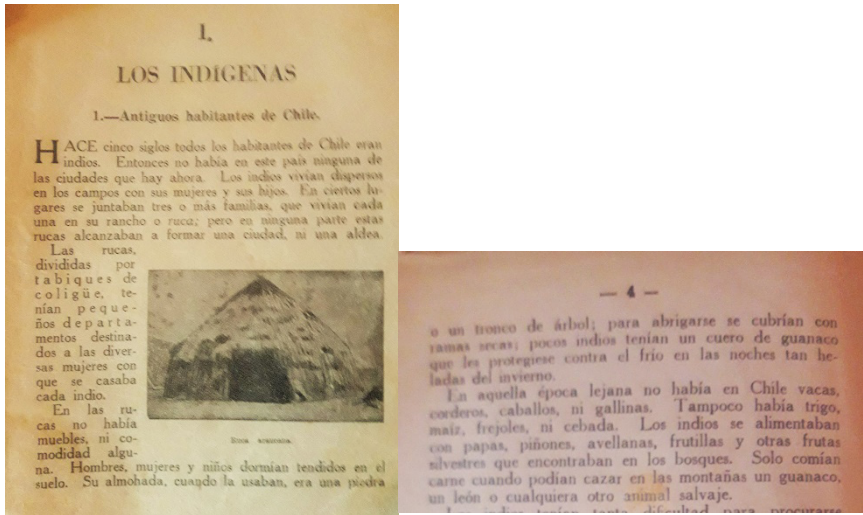 I.
LOS INDÍGENAS
1.—Antiguos habitantes de Chile.
HACE cinco siglos todos los habitantes de Chile eran
indios. Entonces no había en este país ninguna de
las ciudades que hay ahora. Los indios vivían dispersos
en los campos con sus mujeres y sus hijos. En ciertos lu-
gares se juntaban tres o más familias, que vivían cada
una en su rancho o ruca; pero en ninguna parte estas
rucas alcanzaban a formar una ciudad, ni una aldea.
Las rucas,
divididas por
tabiques de
coligüe, te-
nían peque-
ños departa-
mentos destina-
dos a las diver-
sas mujeres con
que se casaba
cada indio.
En las ru-
cas no había
muebles, ni co-
modidad algu-
na. Hombres, mujeres y niños dormían tendidos en el
suelo. Su almohada, cuando la usaban, era una piedra
Ruca araucana.
— 4 —
o un tronco de árbol; para abrigarse se cubrían con
ramas secas; pocos indios tenían un cuero de guanaco
que les protegiese contra el frío en las noches tan he-
ladas del invierno.
En aquella época lejana no había en Chile vacas,
corderos, caballos, ni gallinas. Tampoco había trigo,
maíz, frejoles, ni cebada. Los indios se alimentaban
con papas, piñones, avellanas, frutillas y otras frutas
silvestres que encontraban en los bosques. Solo comían
carne cuando podían cazar en las montañas un guanaco,
un león o cualquiera otro animal salvaje.
Los indios tenían tanta dificultad para procurarse